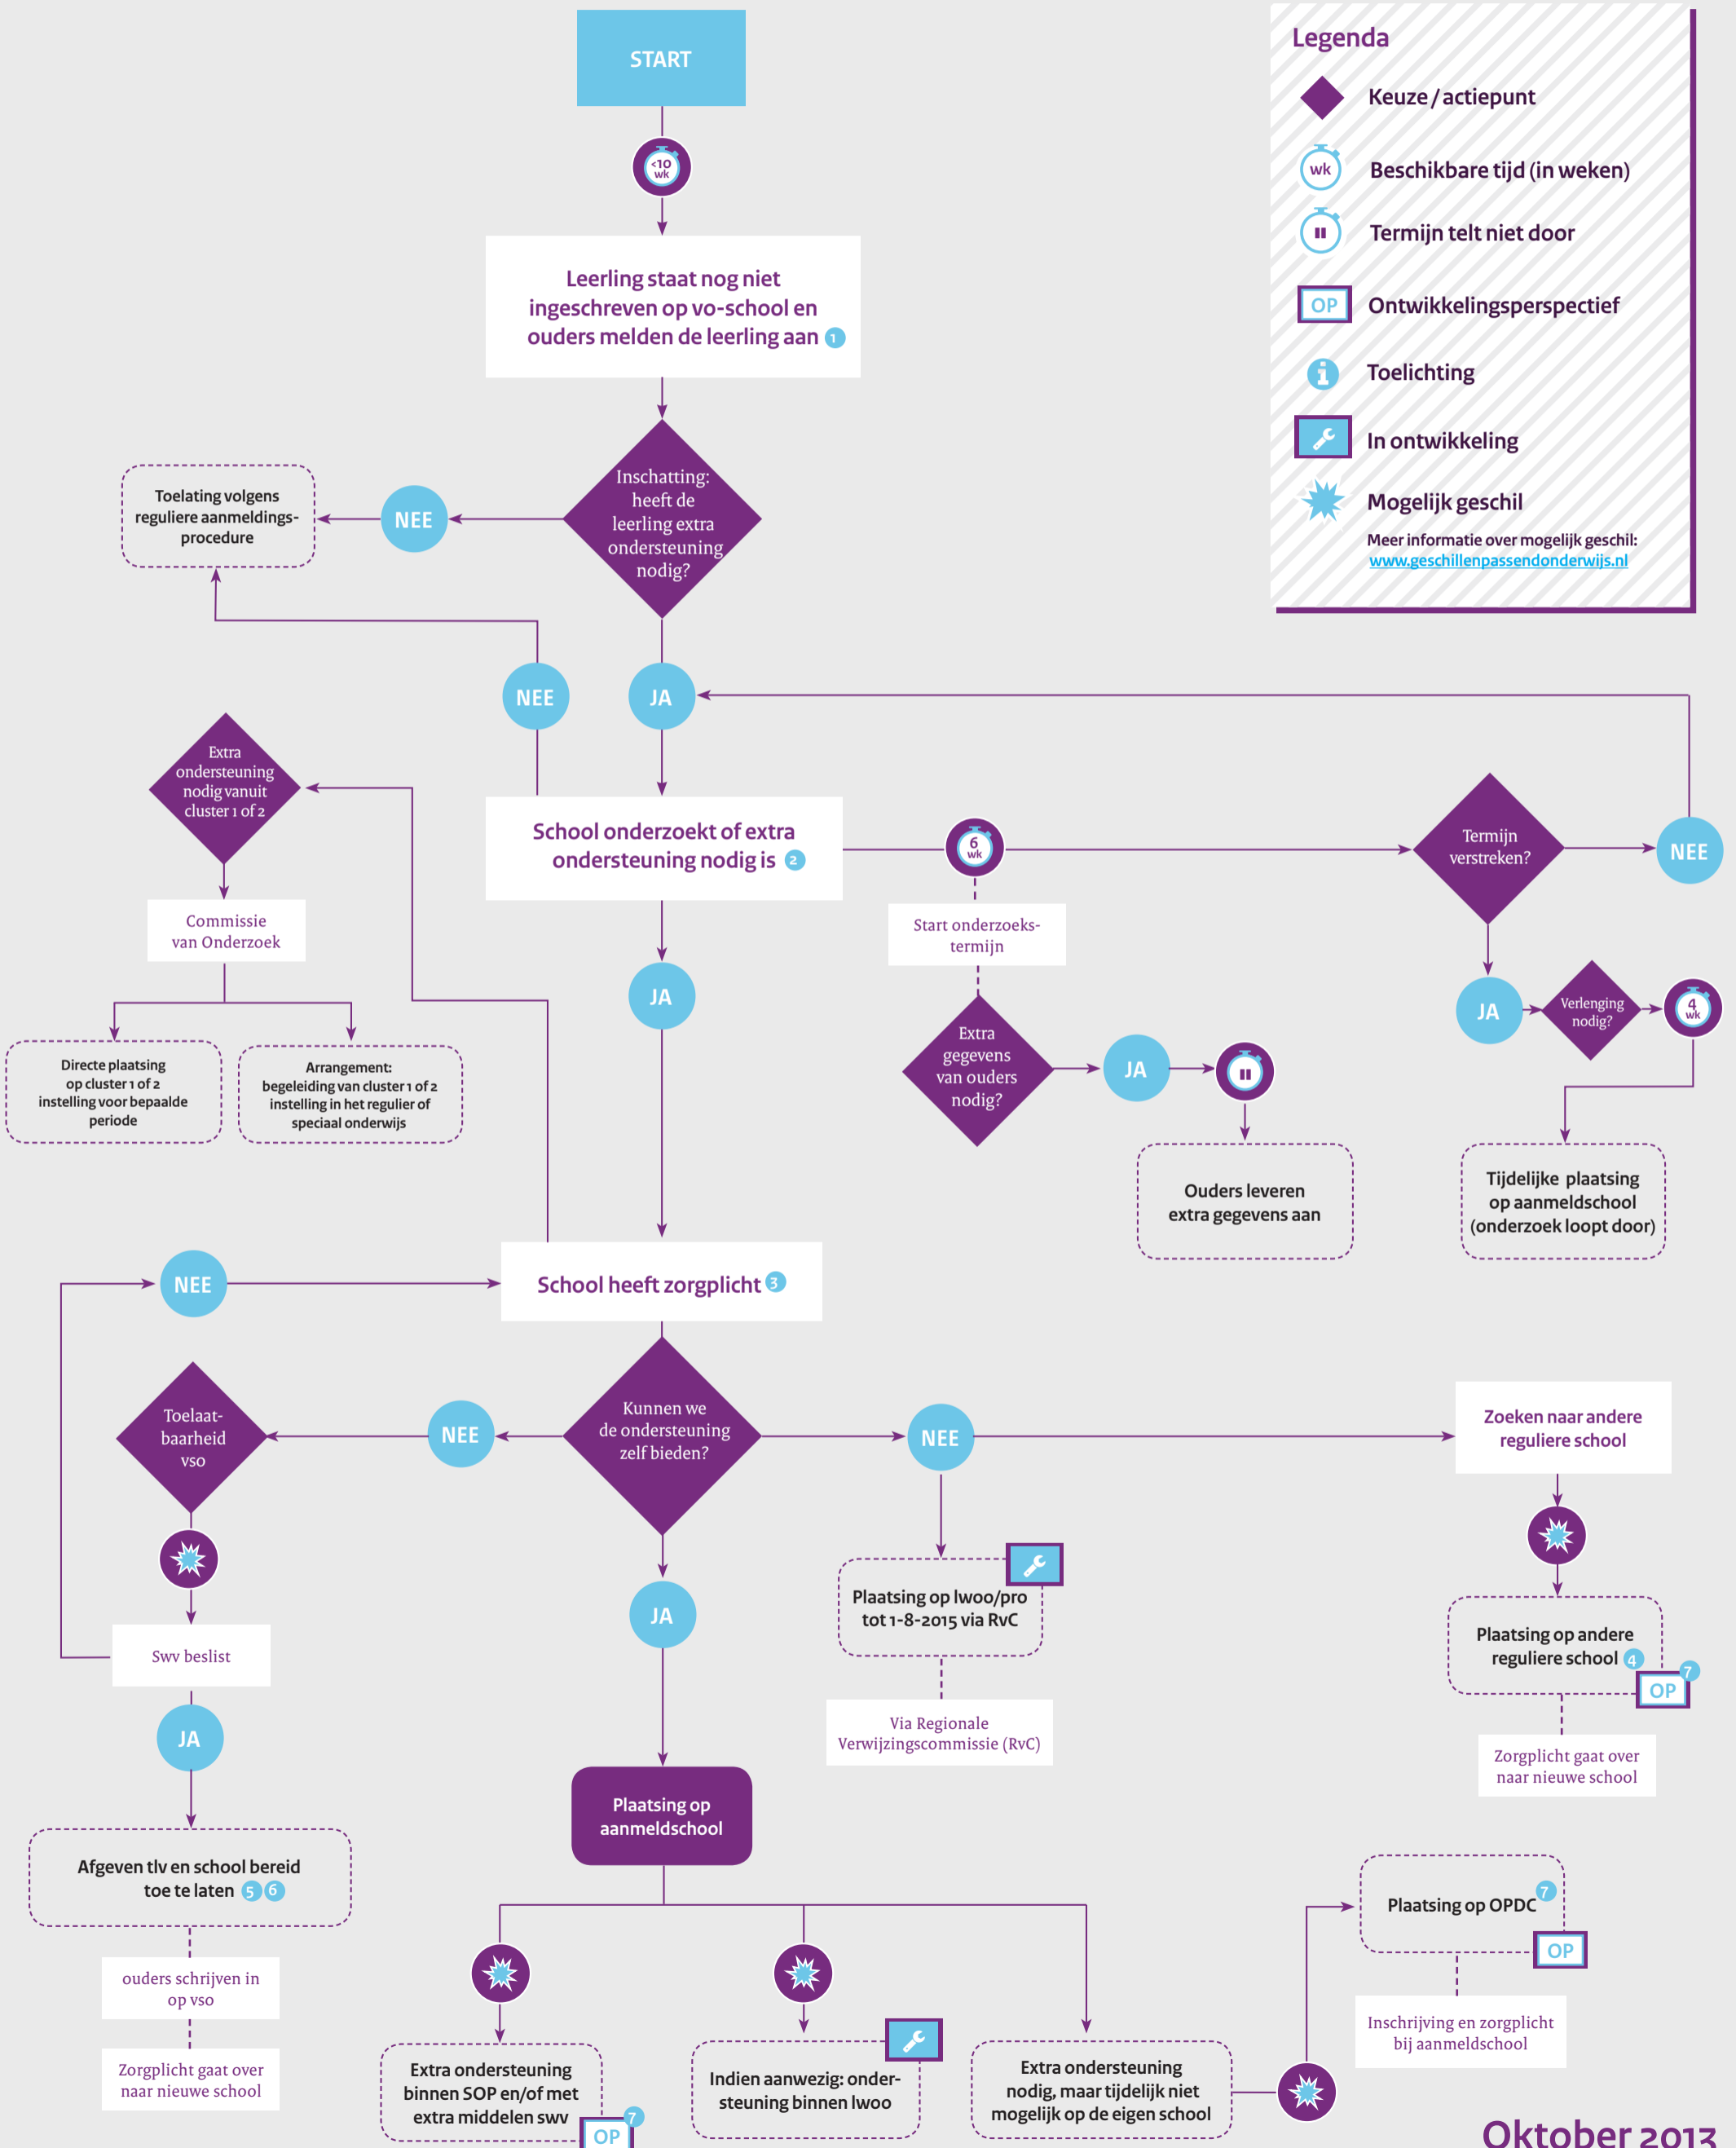 START
<10
wk
Leerling staat nog niet
ingeschreven op vo-school en
ouders melden de leerling aan 1
Legenda
Keuze / actiepunt
wk
Beschikbare tijd (in weken)
Termijn telt niet door
OP
Ontwikkelingsperspectief
i
Toelichting
In ontwikkeling
Mogelijk geschil
Meer informatie over mogelijk geschil:
www.geschillenpassendonderwijs.nl
Inschatting:
heeft de
leerling extra
ondersteuning
nodig?
NEE
Toelating volgens
reguliere aanmeldings-
procedure
NEE
JA
School onderzoekt of extra
ondersteuning nodig is 2
6
wk
Termijn
verstreken?
NEE
Start onderzoeks-
termijn
Extra
gegevens
van ouders
nodig?
JA
Ouders leveren
extra gegevens aan
JA
Verlenging
nodig?
4
wk
Tijdelijke plaatsing
op aanmeldschool
(onderzoek loopt door)
Extra
ondersteuning
nodig vanuit
cluster 1 of 2
Commissie
van Onderzoek
Directe plaatsing
op cluster 1 of 2
instelling voor bepaalde
periode
Arrangement:
begeleiding van cluster 1 of 2
instelling in het regulier of
speciaal onderwijs
JA
NEE
School heeft zorgplicht 3
Kunnen we
de ondersteuning
zelf bieden?
NEE
Toelaat-
baarheid
vso
Swv beslist
JA
Afgeven tlv en school bereid
toe te laten 5 6
ouders schrijven in
op vso
Zorgplicht gaat over
naar nieuwe school
NEE
Plaatsing op lwoo/pro
tot 1-8-2015 via RvC
Via Regionale
Verwijzingscommissie (RvC)
Zoeken naar andere
reguliere school
Plaatsing op andere
reguliere school 4
7
OP
Zorgplicht gaat over
naar nieuwe school
JA
Plaatsing op
aanmeldschool
Extra ondersteuning
binnen SOP en/of met
extra middelen swv
7
OP
Indien aanwezig: onder-
steuning binnen lwoo
Extra ondersteuning
nodig, maar tijdelijk niet
mogelijk op de eigen school
Plaatsing op OPDC 7
OP
Inschrijving en zorgplicht
bij aanmeldschool
Oktober 2013